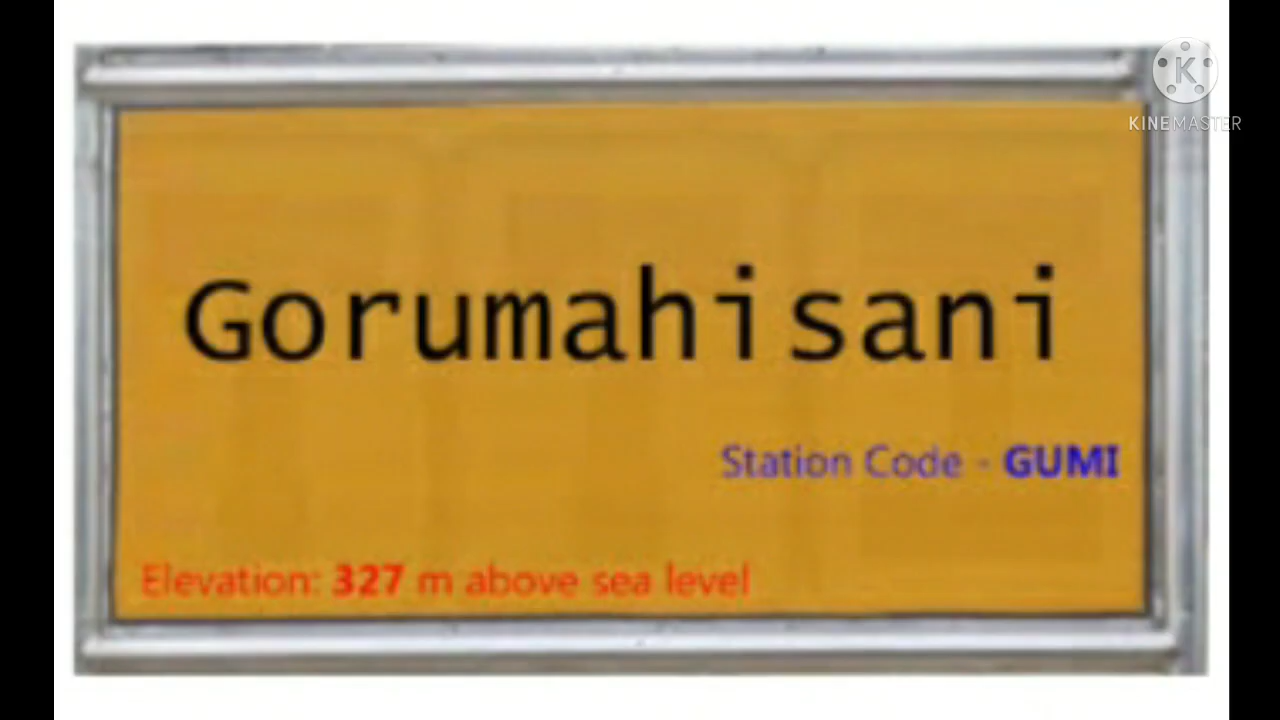 K
KINEMASTER
Gorumahisani
Station Code - GUMI
Elevation: 327 m above sea level